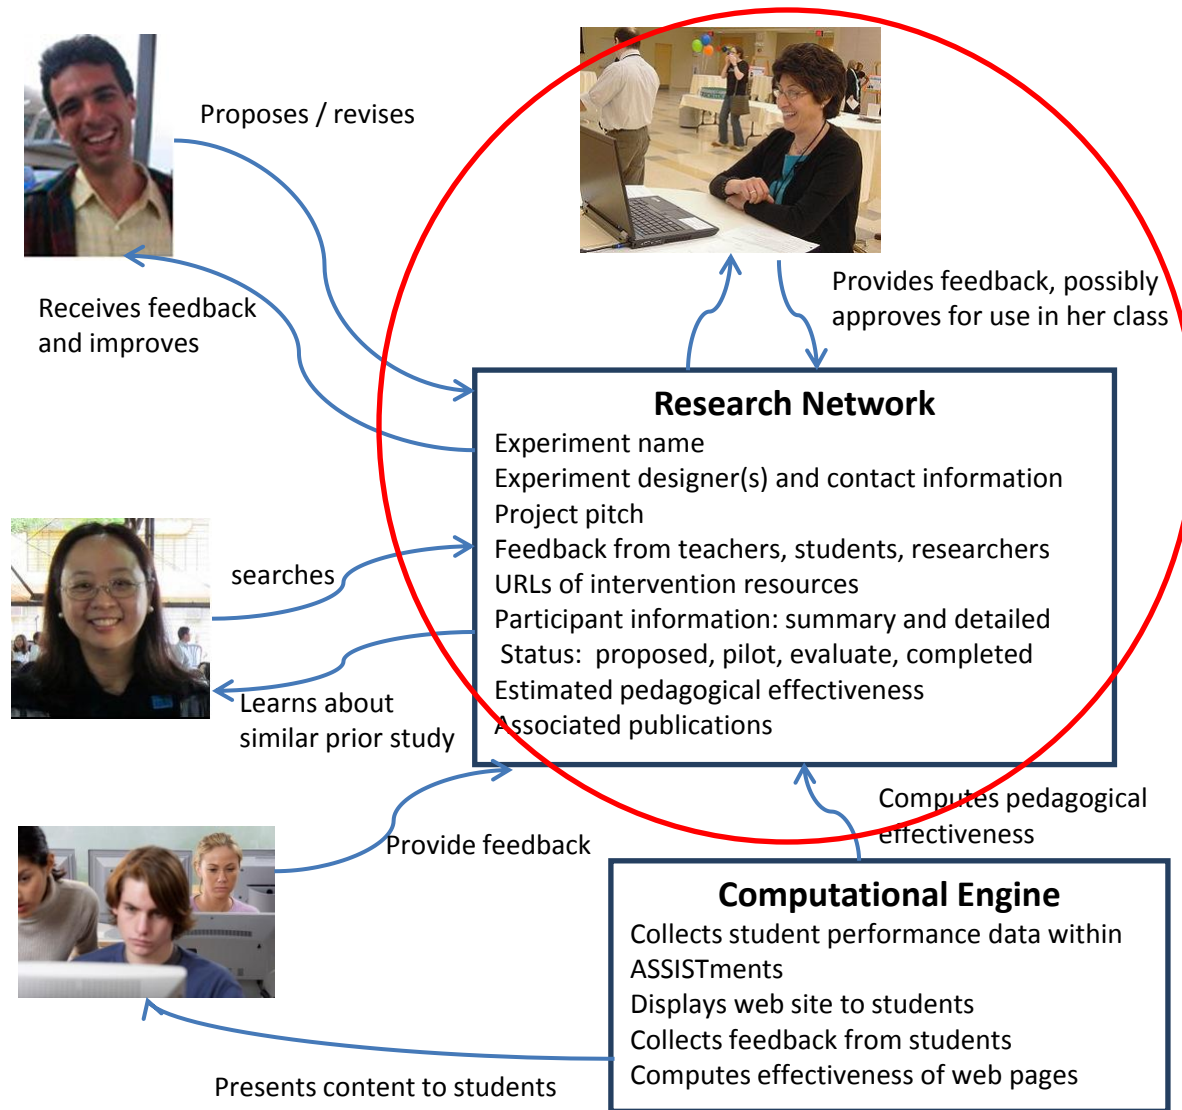 Proposes / revises
Receives feedback
and improves
Provides feedback, possibly
approves for use in her class
Research Network
Experiment name
Experiment designer(s) and contact information
Project pitch
Feedback from teachers, students, researchers
URLs of intervention resources
Participant information: summary and detailed
Status:  proposed, pilot, evaluate, completed
Estimated pedagogical effectiveness
Associated publications
searches
Learns about
similar prior study
Provide feedback
Computes pedagogical
effectiveness
Computational Engine
Collects student performance data within
ASSISTments
Displays web site to students
Collects feedback from students
Computes effectiveness of web pages
Presents content to students